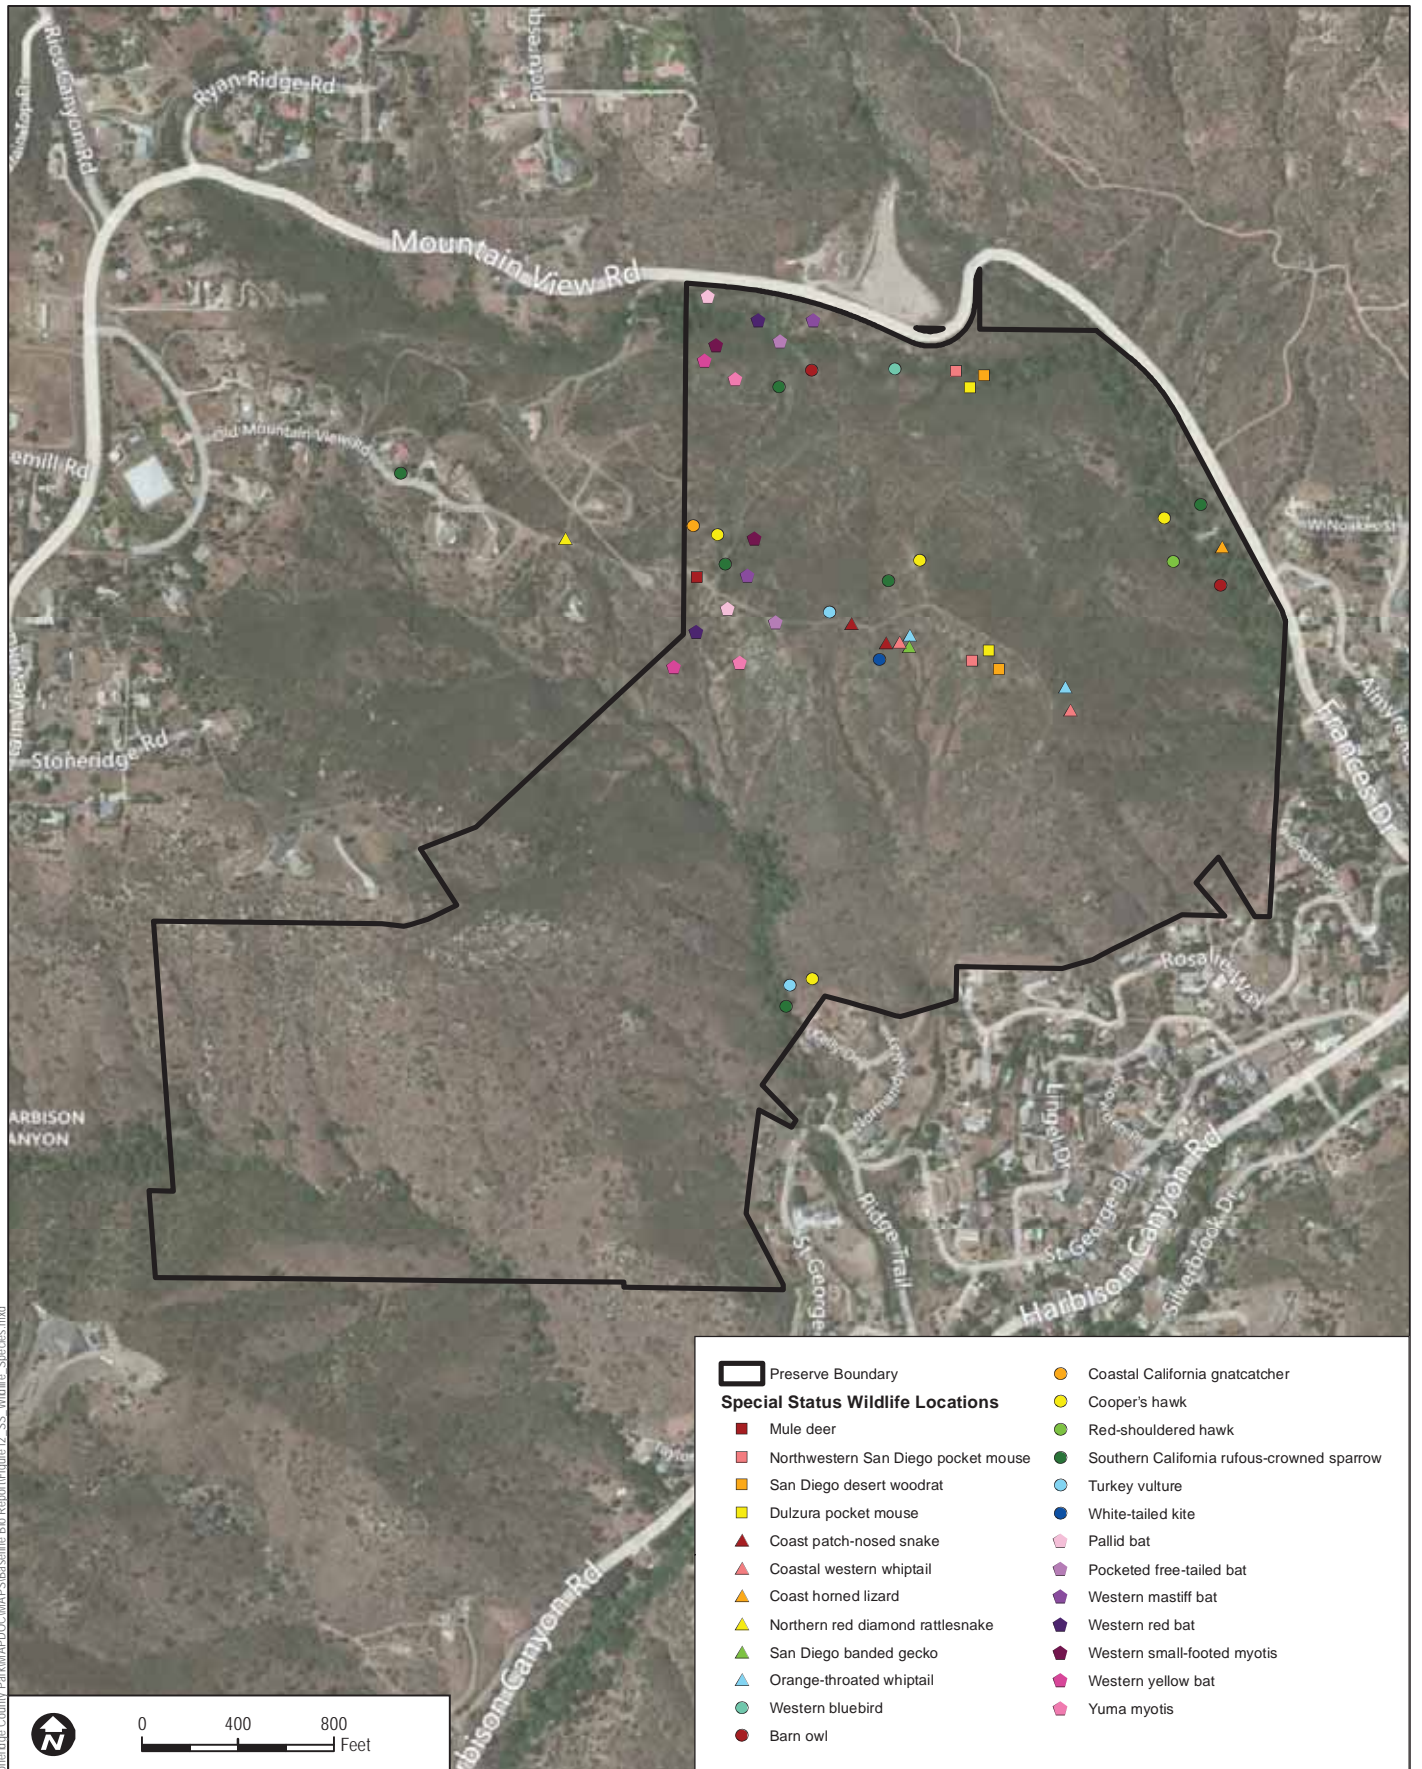 Rios Canyon Rd
Ryan Ridge Rd
Mountain View Rd
Old Mountain View Rd
emill Rd
W Noakes St
Stoneridge Rd
Frances Dr
Rosalie Way
ARBISON
ANYON
Lingel Dr
St George Dr
Harbison Canyon Rd
Silverbrook Dr
Ridge Trail
St George
rbison Canyon Rd
Preserve Boundary
Special Status Wildlife Locations
Mule deer
Northwestern San Diego pocket mouse
San Diego desert woodrat
Dulzura pocket mouse
Coast patch-nosed snake
Coastal western whiptail
Coast horned lizard
Northern red diamond rattlesnake
San Diego banded gecko
Orange-throated whiptail
Western bluebird
Barn owl
Coastal California gnatcatcher
Cooper's hawk
Red-shouldered hawk
Southern California rufous-crowned sparrow
Turkey vulture
White-tailed kite
Pallid bat
Pocketed free-tailed bat
Western mastiff bat
Western red bat
Western small-footed myotis
Western yellow bat
Yuma myotis
N
0 400 800
Feet